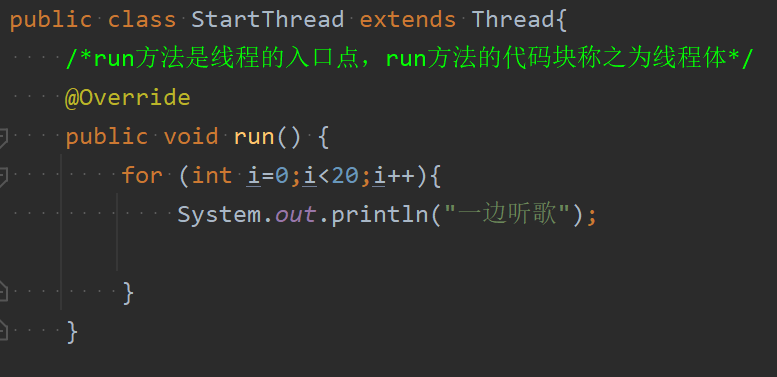 public class StartThread extends Thread{
/*run方法是线程的入口点，run方法的代码块称之为线程体*/
@Override
public void run() {
for (int i=0;i<20;i++){
System.out.println("一边听歌");
}
}